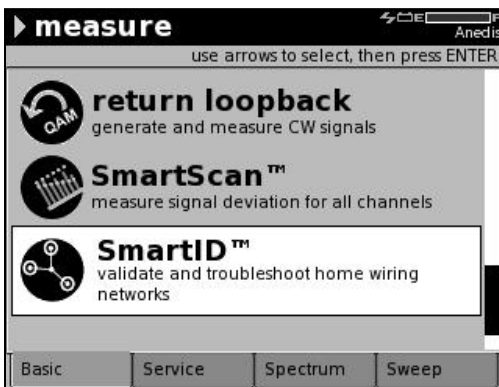 measure
E F
Anedis
use arrows to select, then press ENTER
QAM
return loopback
generate and measure CW signals
SmartScan™
measure signal deviation for all channels
SmartID™
validate and troubleshoot home wiring
networks
Basic Service Spectrum Sweep